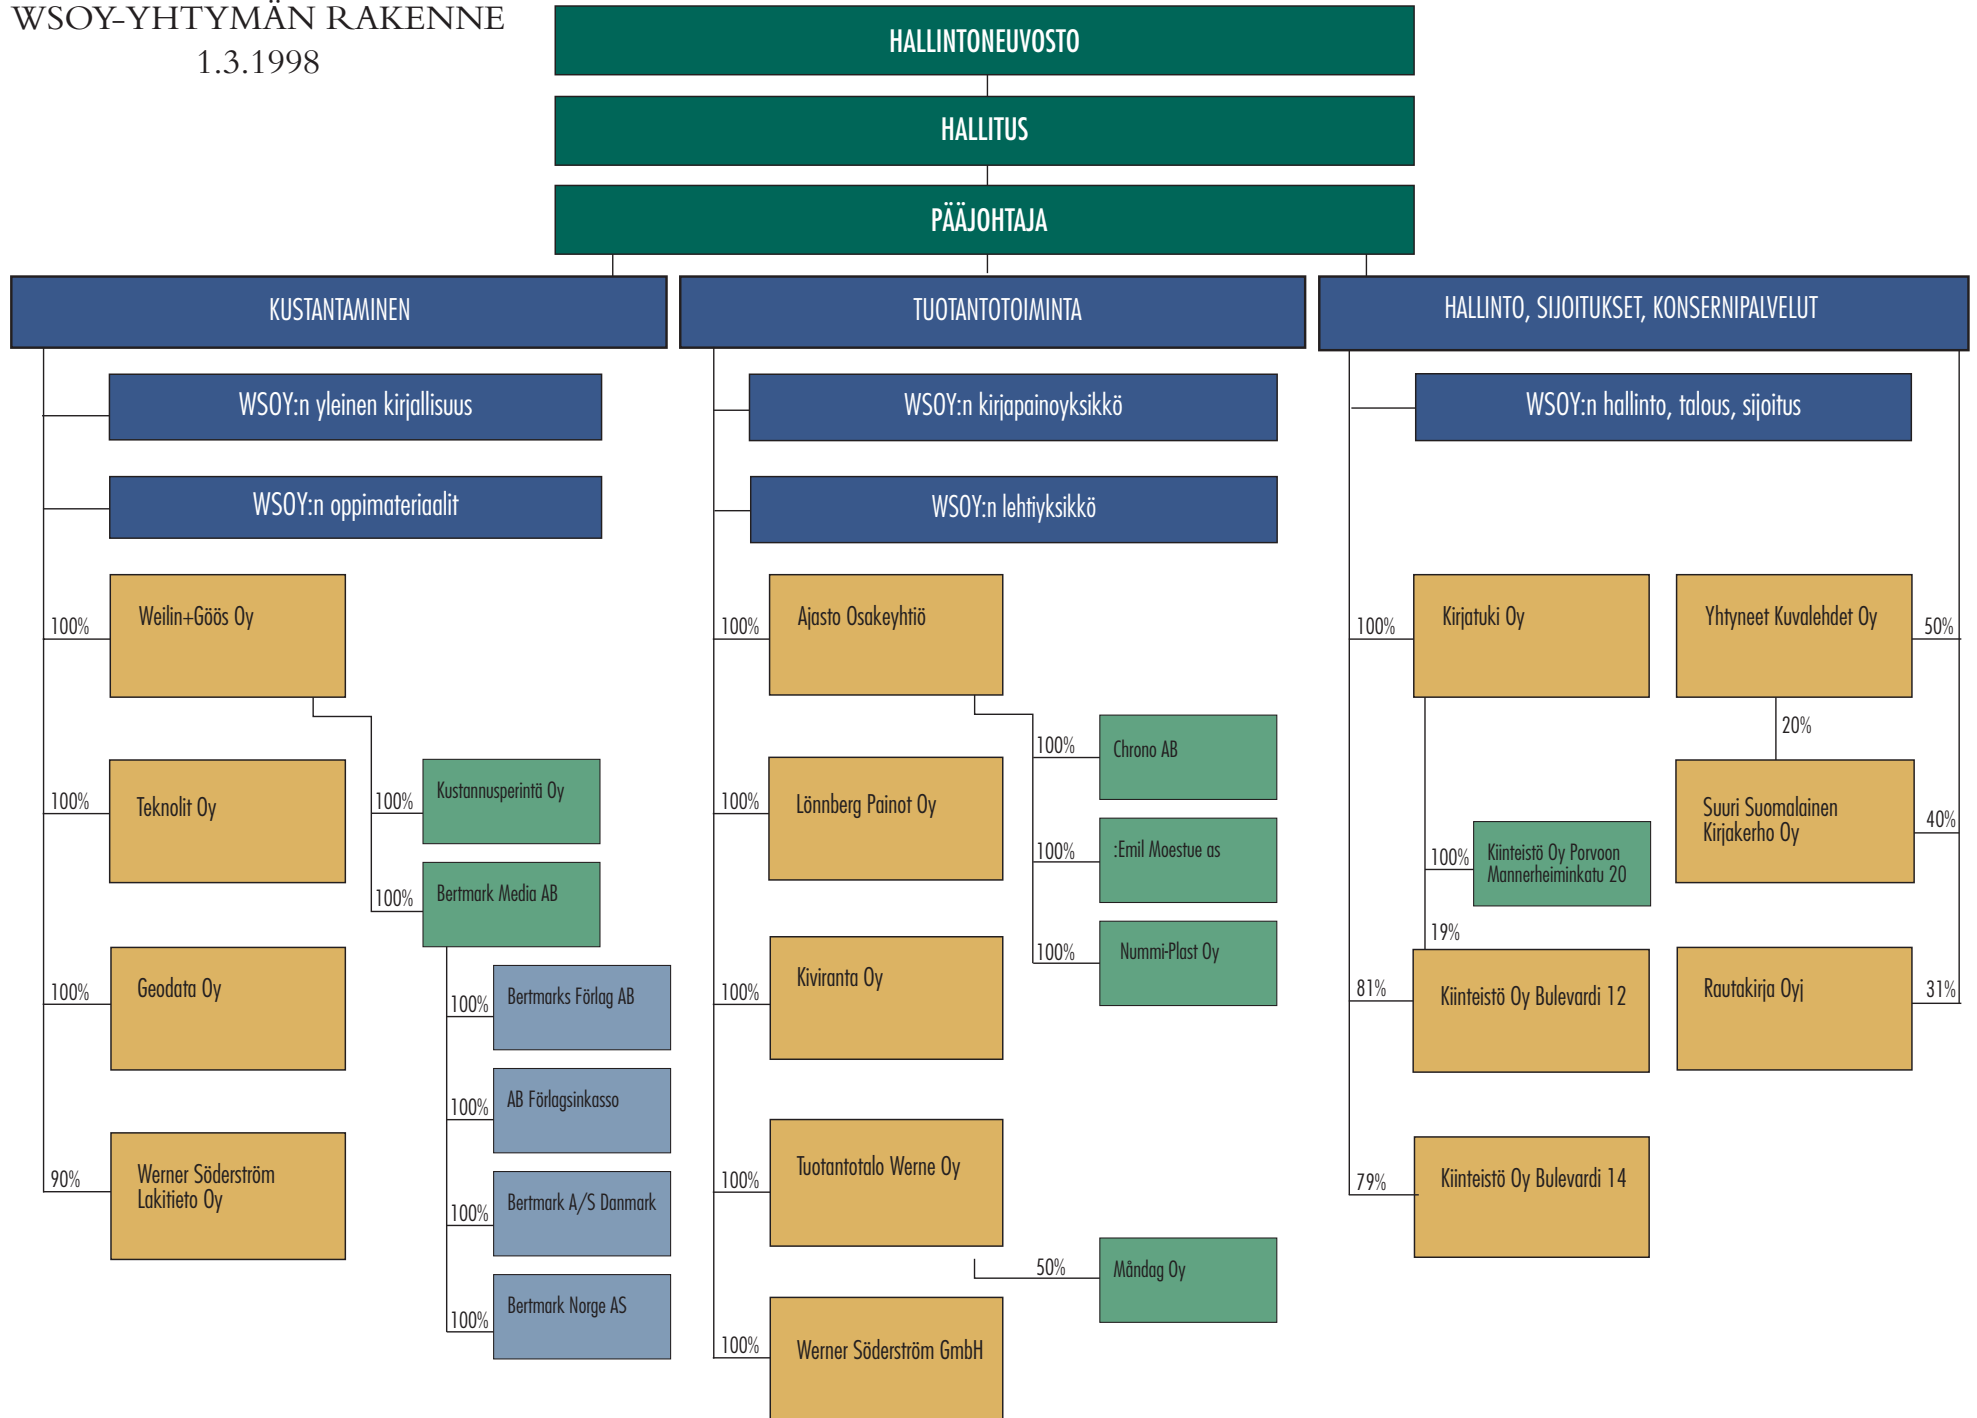 WSOY-YHTYMÄN RAKENNE
1.3.1998
HALLINTONEUVOSTO
HALLITUS
PÄÄJOHTAJA
KUSTANTAMINEN
WSOY:n yleinen kirjallisuus
WSOY:n oppimateriaalit
100%
Weilin+Göös Oy
100%
Teknolit Oy
100%
Kustannusperintä Oy
100%
Bertmark Media AB
100%
Geodata Oy
100%
Bertmarks Förlag AB
100%
AB Förlagsinkasso
90%
Werner Söderström
Lakitieto Oy
100%
Bertmark A/S Danmark
100%
Bertmark Norge AS
TUOTANTOTOIMINTA
WSOY:n kirjapainoyksikkö
WSOY:n lehtiyksikkö
100%
Ajasto Osakeyhtiö
100%
Chrono AB
100%
Lönnberg Painot Oy
100%
:Emil Moestue as
100%
Nummi-Plast Oy
100%
Kiviranta Oy
100%
Tuotantotalo Werne Oy
50%
Måndag Oy
100%
Werner Söderström GmbH
HALLINTO, SIJOITUKSET, KONSERNIPALVELUT
WSOY:n hallinto, talous, sijoitus
100%
Kirjatuki Oy
Yhtyneet Kuvalehdet Oy
50%
20%
Suuri Suomalainen
Kirjakerho Oy
40%
100%
Kiinteistö Oy Porvoon
Mannerheiminkatu 20
19%
81%
Kiinteistö Oy Bulevardi 12
Rautakirja Oyj
31%
79%
Kiinteistö Oy Bulevardi 14